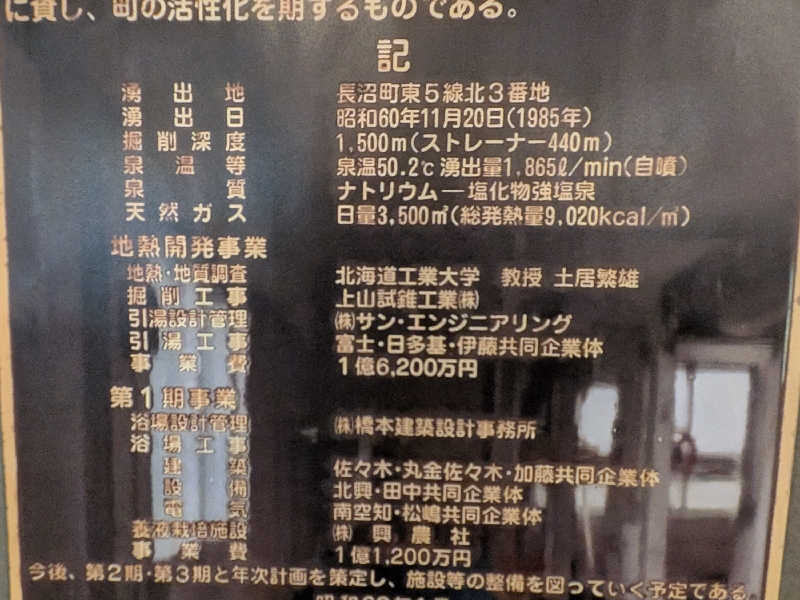 に資し、町の活性化を期するものである。
記
湧出地 長沼町東5線北3番地
湧出日 昭和60年11月20日(1985年)
掘削深度 1,500m(ストレーナー440m)
泉温等 泉温50.2℃湧出量1,865ℓ/min(自噴)
泉質 ナトリウム―塩化物強塩泉
天然ガス 日量3,500㎥(総発熱量9,020kcal/㎥)
地熱開発事業
地熱・地質調査 北海道工業大学 教授 土居繁雄
掘削工事 上山試錐工業㈱
引湯設計管理 ㈱サン・エンジニアリング
引湯工事 富士・日多基・伊藤共同企業体
事業費 1億6,200万円
第1期事業
浴場設計管理 ㈱橋本建築設計事務所
浴場工事
建築 佐々木・丸金佐々木・加藤共同企業体
設備 北興・田中共同企業体
電気 南空知・松嶋共同企業体
養液栽培施設 ㈱興農社
事業費 1億1,200万円
今後、第2期・第3期と年次計画を策定し、施設等の整備を図っていく予定である。